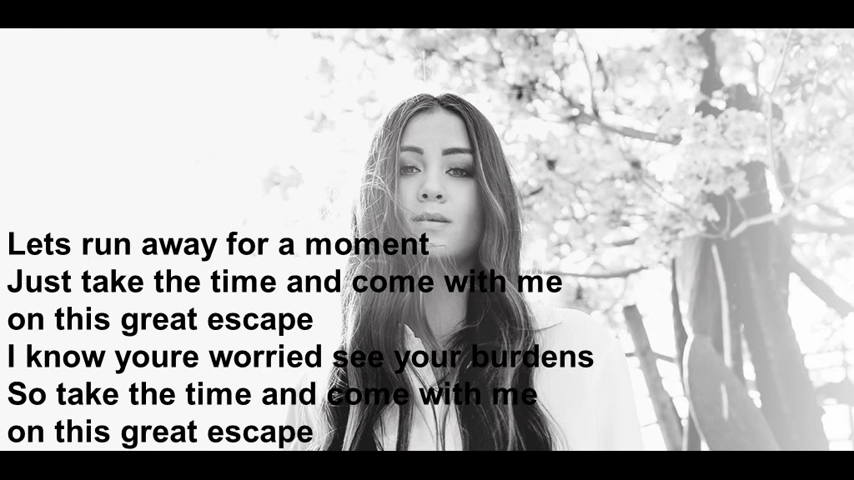 Lets run away for a moment
Just take the time and come with me
on this great escape
I know youre worried see your burdens
So take the time and come with me
on this great escape